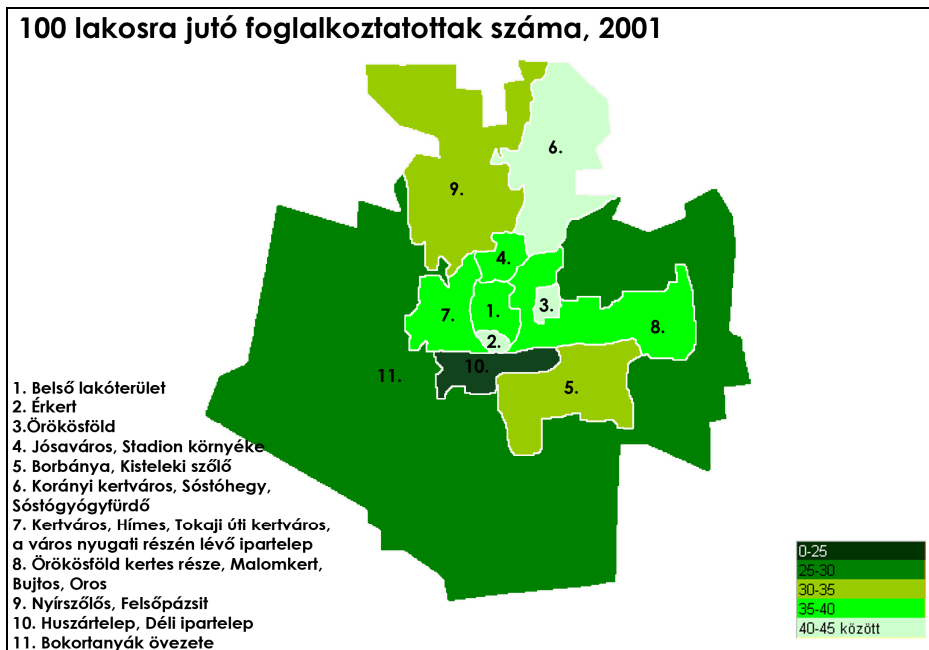 100 lakosra jutó foglalkoztatottak száma, 2001
6.
9.
4.
3.
1.
7.
8.
2.
10.
11.
5.
1. Belső lakóterület
2. Érkert
3.Örökösföld
4. Jósaváros, Stadion környéke
5. Borbánya, Kisteleki szőlő
6. Korányi kertváros, Sóstóhegy,
Sóstógyógyfürdő
7. Kertváros, Hímes, Tokaji úti kertváros,
a város nyugati részén lévő ipartelep
8. Örökösföld kertes része, Malomkert,
Bujtos, Oros
9. Nyírszőlős, Felsőpázsit
10. Huszártelep, Déli ipartelep
11. Bokortanyák övezete
0-25
25-30
30-35
35-40
40-45 között